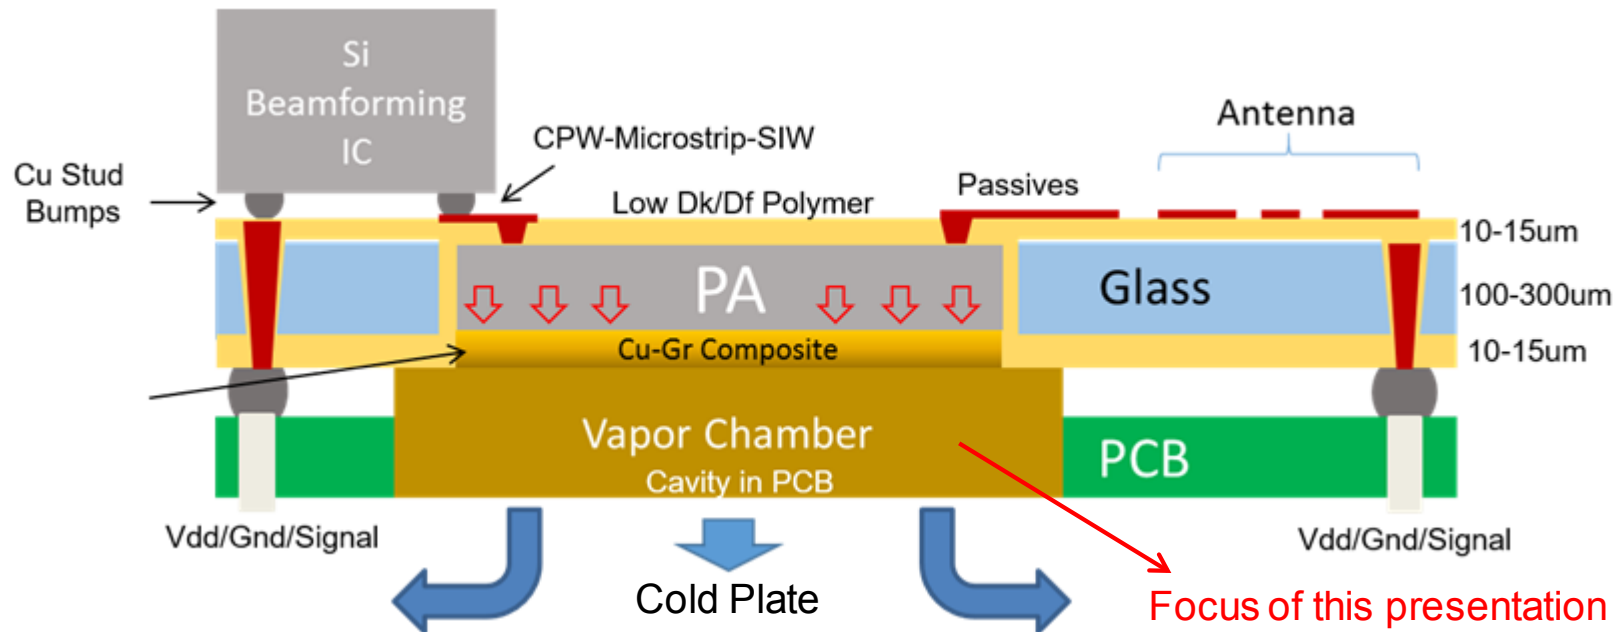 Si
Beamforming
IC
Cu Stud
Bumps
CPW-Microstrip-SIW
Low Dk/Df Polymer
Passives
Antenna
10-15um
PA
Glass
100-300um
Cu-Gr Composite
10-15um
Vapor Chamber
Cavity in PCB
PCB
Vdd/Gnd/Signal
Vdd/Gnd/Signal
Cold Plate
Focus of this presentation